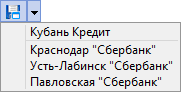 Кубань Кредит
Краснодар "Сбербанк"
Усть-Лабинск "Сбербанк"
Павловская "Сбербанк"